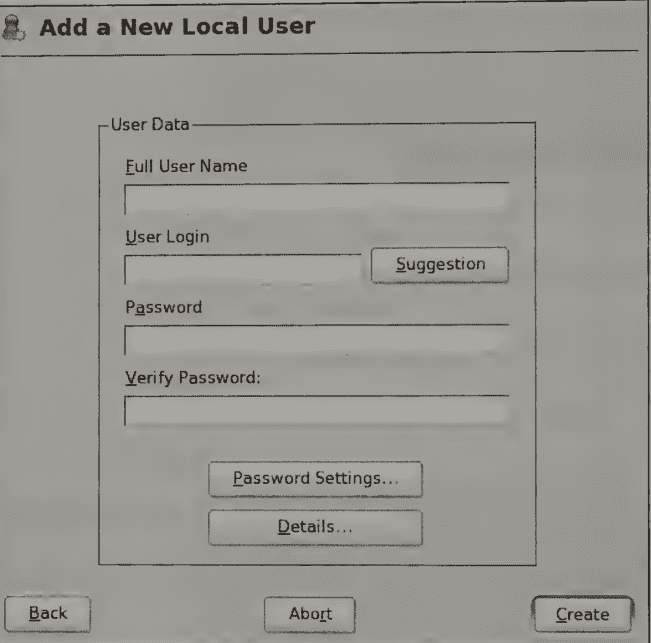 Add a New Local User
User Data
Full User Name
User Login
Suggestion
Password
Verify Password:
Password Settings...
Details...
Back
Abort
Create